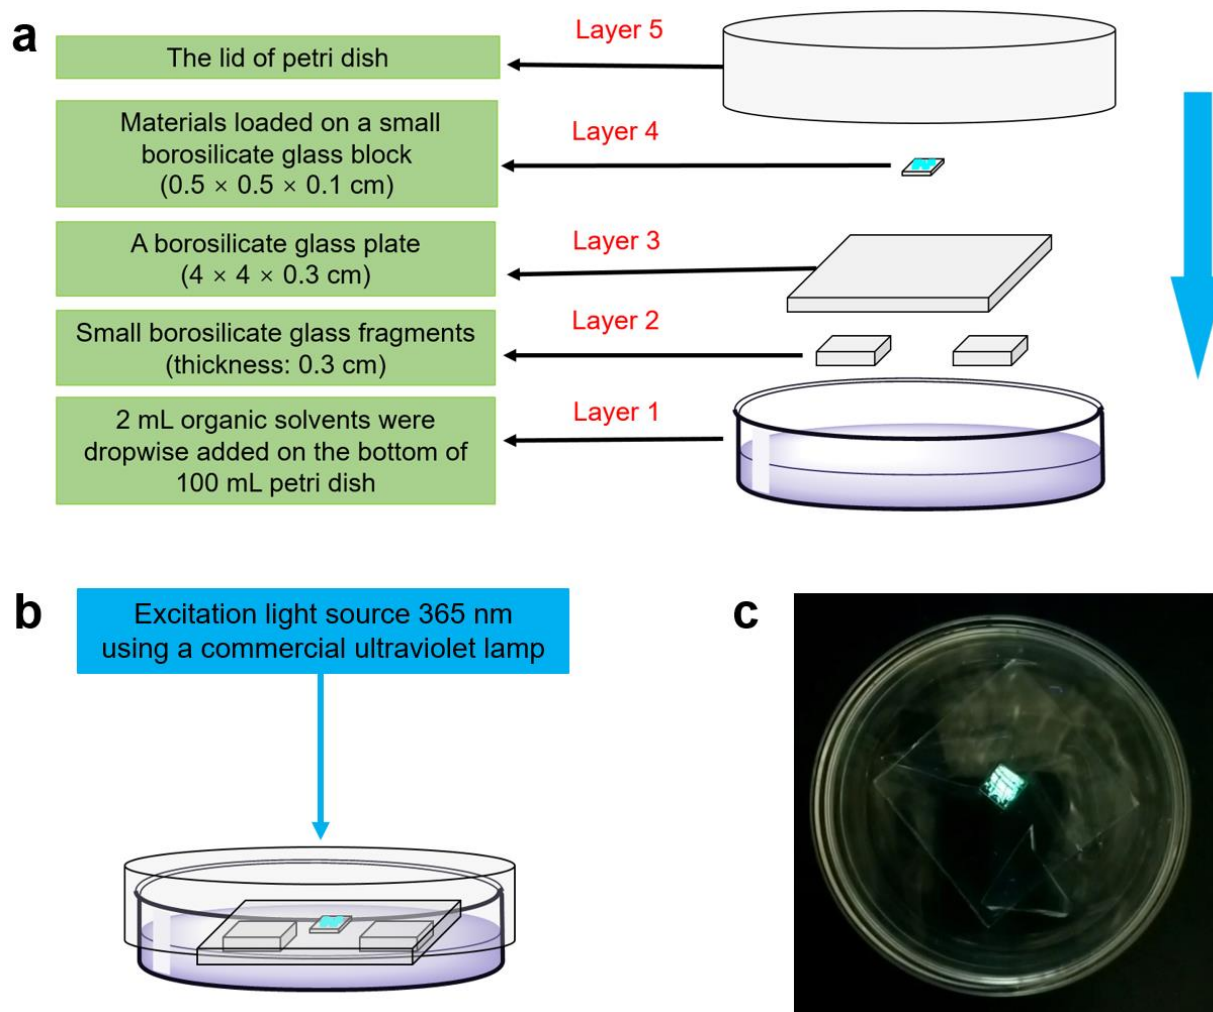 a
Layer 5
The lid of petri dish
Layer 4
Materials loaded on a small
borosilicate glass block
(0.5 × 0.5 × 0.1 cm)
Layer 3
A borosilicate glass plate
(4 × 4 × 0.3 cm)
Layer 2
Small borosilicate glass fragments
(thickness: 0.3 cm)
Layer 1
2 mL organic solvents were
dropwise added on the bottom of
100 mL petri dish
b
Excitation light source 365 nm
using a commercial ultraviolet lamp
c